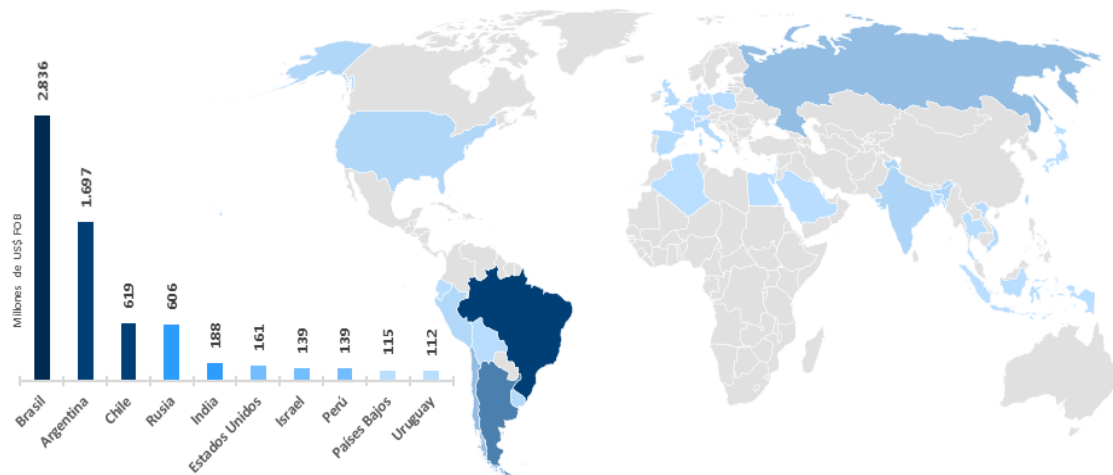 Millones de US$ FOB
2.836
1.697
619
606
188
161
139
139
115
112
Brasil
Argentina
Chile
Rusia
India
Estados Unidos
Israel
Perú
Países Bajos
Uruguay